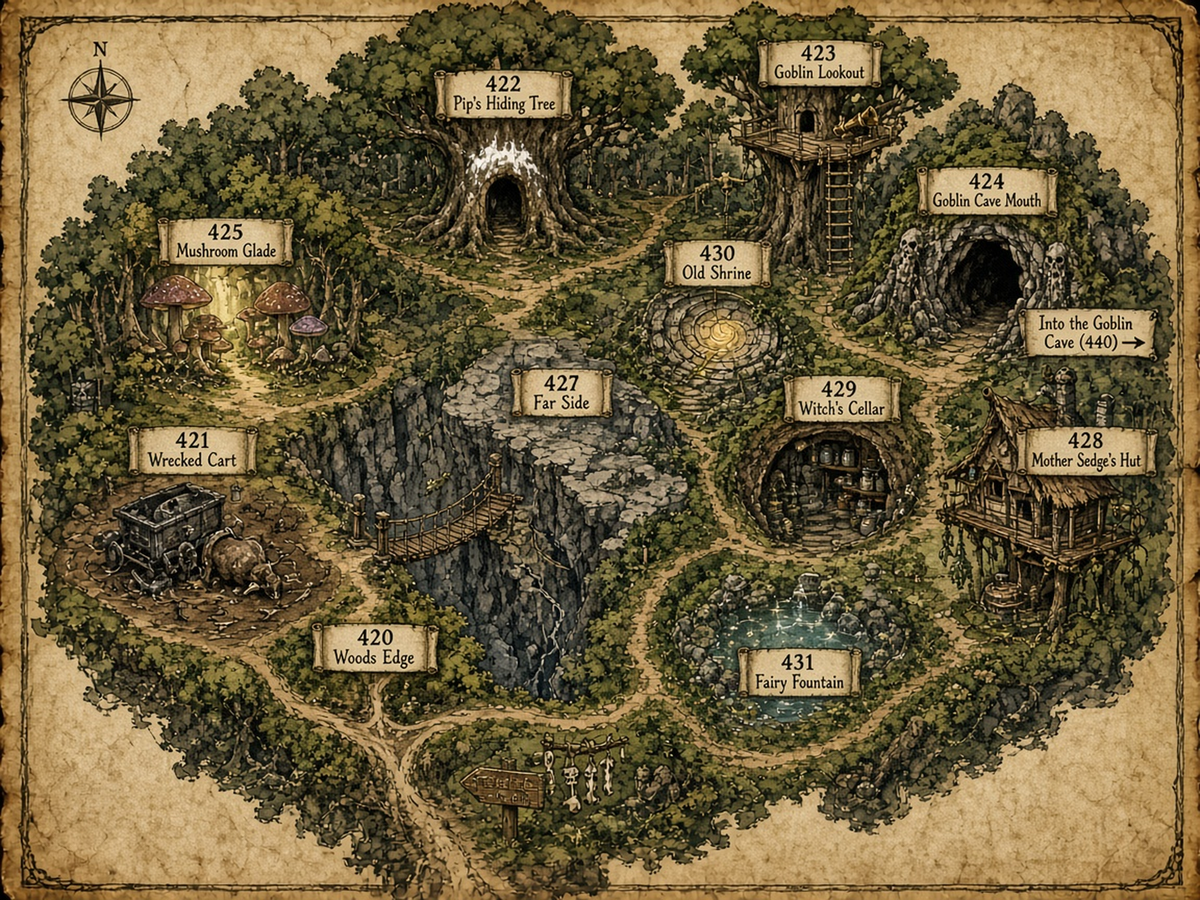 N
422
Pip's Hiding Tree
423
Goblin Lookout
424
Goblin Cave Mouth
425
Mushroom Glade
430
Old Shrine
Into the Goblin
Cave (440) →
427
Far Side
429
Witch's Cellar
421
Wrecked Cart
428
Mother Sedge's Hut
420
Woods Edge
431
Fairy Fountain